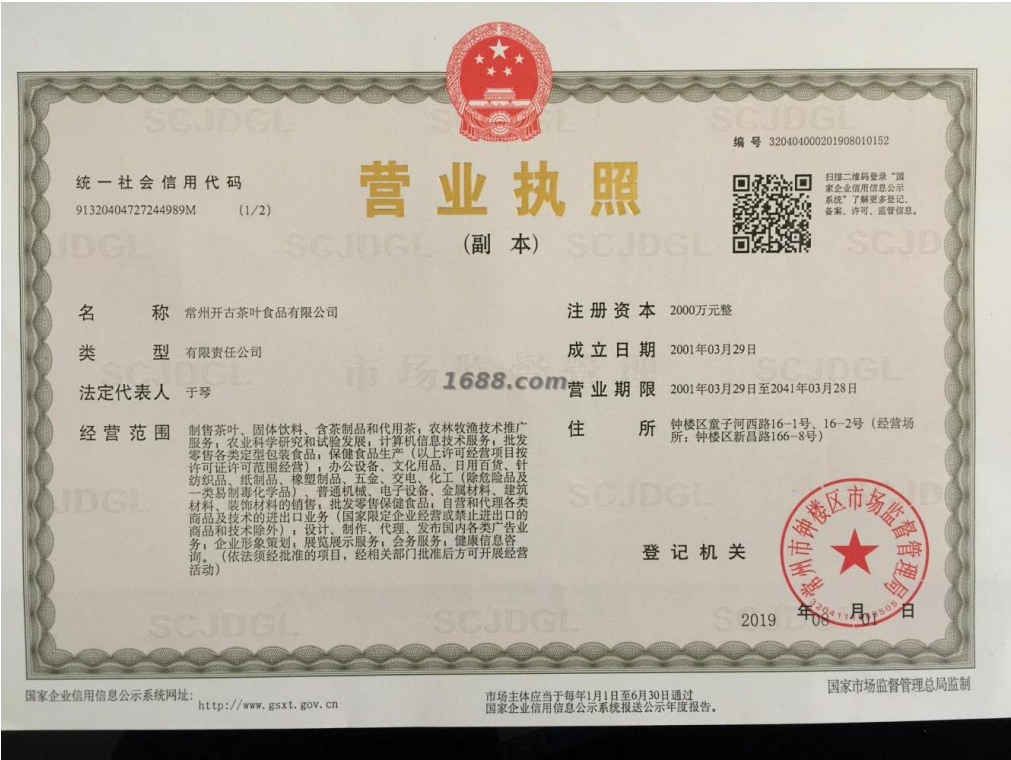 编 号 320404000201908010152
统一社会信用代码
91320404727244989M (1/2)
营业执照
(副 本)
扫描二维码登录“国
家企业信用信息公示
系统”了解更多登记、
备案、许可、监管信息。
名 称 常州开古茶叶食品有限公司
类 型 有限责任公司
法定代表人 于琴
经营范围 制售茶叶、固体饮料、含茶制品和代用茶;农林牧渔技术推广
服务;农业科学研究和试验发展;计算机信息技术服务;批发
零售各类定型包装食品;保健食品生产(以上许可经营项目按
许可证许可范围经营);办公设备、文化用品、日用百货、针
纺织品、纸制品、橡塑制品、五金、交电、化工(除危险品及
一类易制毒化学品)、普通机械、电子设备、金属材料、建筑
材料、装饰材料的销售;批发零售保健食品;自营和代理各类
商品及技术的进出口业务(国家限定企业经营或禁止进出口的
商品和技术除外);设计、制作、代理、发布国内各类广告业
务;企业形象策划;展览展示服务;会务服务;健康信息咨
询。(依法须经批准的项目,经相关部门批准后方可开展经营
活动)
注册资本 2000万元整
成立日期 2001年03月29日
营业期限 2001年03月29日至2041年03月28日
住 所 钟楼区童子河西路16-1号、16-2号(经营场
所:钟楼区新昌路166-8号)
1688.com
登记机关
常州市钟楼区市场监督管理局
2019 年 08 月 01 日
国家企业信用信息公示系统网址:
http://www.gsxt.gov.cn
市场主体应当于每年1月1日至6月30日通过
国家企业信用信息公示系统报送公示年度报告。
国家市场监督管理总局监制
SCJDGL
市场监督管理